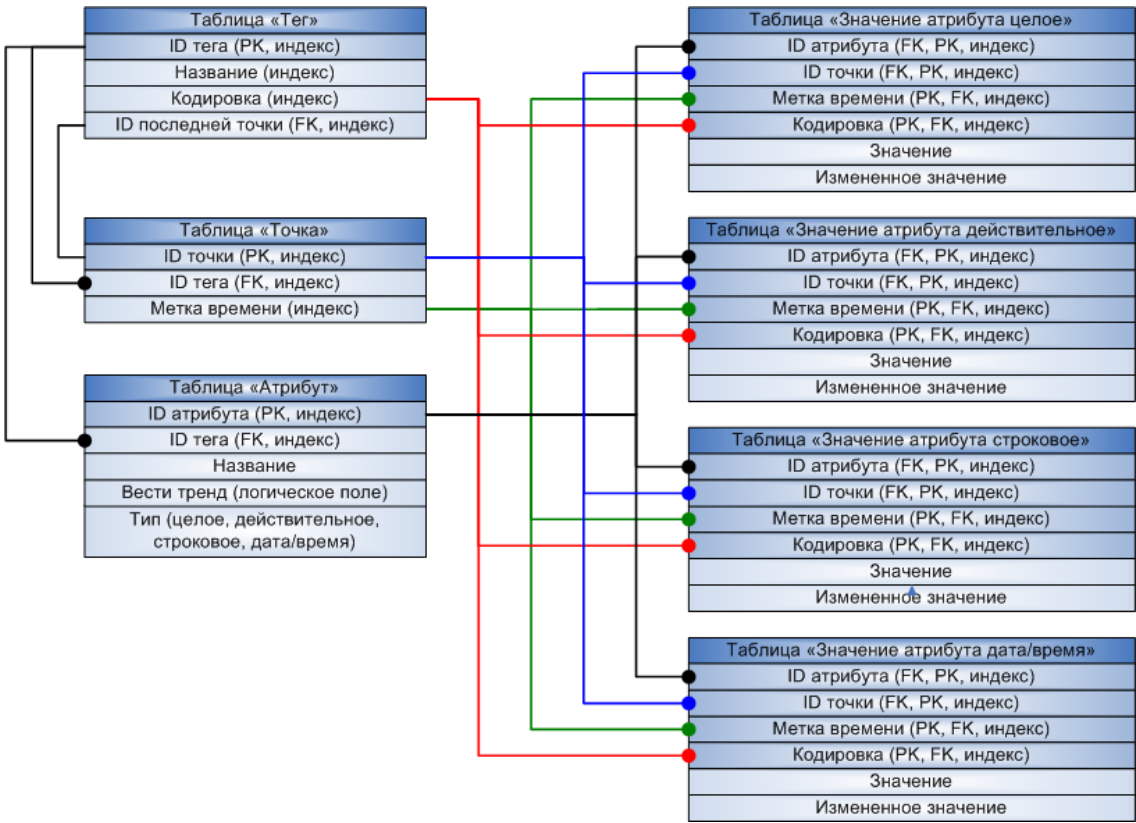 Таблица «Тег»
ID тега (PK, индекс)
Название (индекс)
Кодировка (индекс)
ID последней точки (FK, индекс)
Таблица «Точка»
ID точки (PK, индекс)
ID тега (FK, индекс)
Метка времени (индекс)
Таблица «Атрибут»
ID атрибута (PK, индекс)
ID тега (FK, индекс)
Название
Вести тренд (логическое поле)
Тип (целое, действительное,
строковое, дата/время)
Таблица «Значение атрибута целое»
ID атрибута (FK, PK, индекс)
ID точки (FK, PK, индекс)
Метка времени (PK, FK, индекс)
Кодировка (PK, FK, индекс)
Значение
Измененное значение
Таблица «Значение атрибута действительное»
ID атрибута (FK, PK, индекс)
ID точки (FK, PK, индекс)
Метка времени (PK, FK, индекс)
Кодировка (PK, FK, индекс)
Значение
Измененное значение
Таблица «Значение атрибута строковое»
ID атрибута (FK, PK, индекс)
ID точки (FK, PK, индекс)
Метка времени (PK, FK, индекс)
Кодировка (PK, FK, индекс)
Значение
Измененное значение
Таблица «Значение атрибута дата/время»
ID атрибута (FK, PK, индекс)
ID точки (FK, PK, индекс)
Метка времени (PK, FK, индекс)
Кодировка (PK, FK, индекс)
Значение
Измененное значение